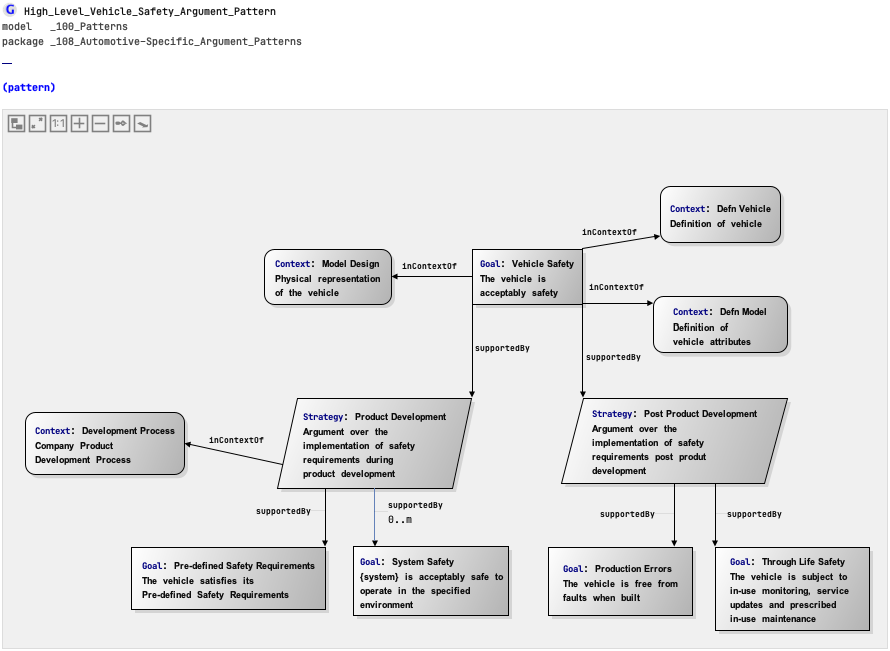 G High_Level_Vehicle_Safety_Argument_Pattern
model _100_Patterns
package _108_Automotive-Specific_Argument_Patterns
(pattern)
1:1
Context: Defn Vehicle
Definition of vehicle
inContextOf
Context: Model Design
Physical representation
of the vehicle
inContextOf
Goal: Vehicle Safety
The vehicle is
acceptably safety
inContextOf
Context: Defn Model
Definition of
vehicle attributes
supportedBy
supportedBy
Context: Development Process
Company Product
Development Process
inContextOf
Strategy: Product Development
Argument over the
implementation of safety
requirements during
product development
Strategy: Post Product Development
Argument over the
implementation of safety
requirements post produt
development
supportedBy
supportedBy
0..m
supportedBy
supportedBy
Goal: Pre-defined Safety Requirements
The vehicle satisfies its
Pre-defined Safety Requirements
Goal: System Safety
{system} is acceptably safe to
operate in the specified
environment
Goal: Production Errors
The vehicle is free from
faults when built
Goal: Through Life Safety
The vehicle is subject to
in-use monitoring, service
updates and prescribed
in-use maintenance